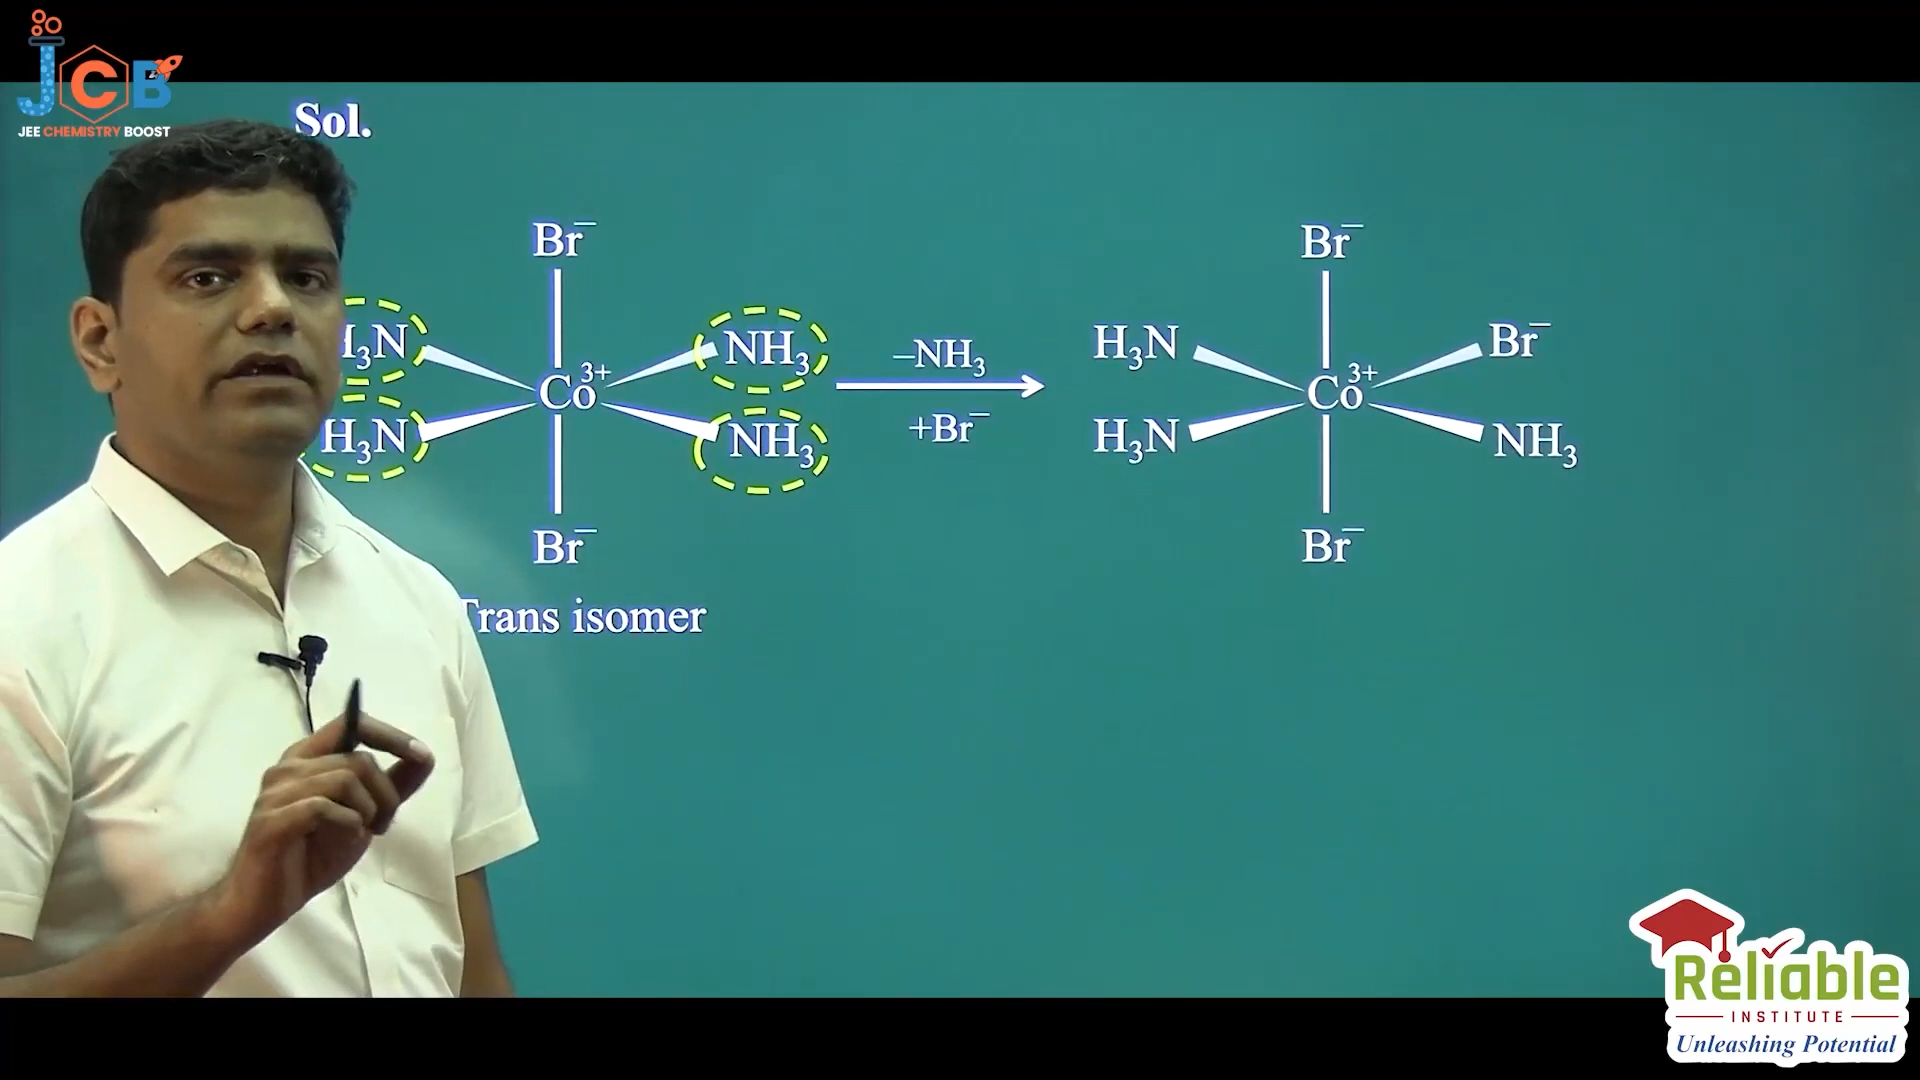 JCB
JEE CHEMISTRY BOOST
Sol.
Br⁻
H₃N
NH₃
Co³⁺
H₃N
NH₃
Br⁻
Trans isomer
–NH₃
+Br⁻
Br⁻
H₃N
Br⁻
Co³⁺
H₃N
NH₃
Br⁻
Reliable
INSTITUTE
Unleashing Potential